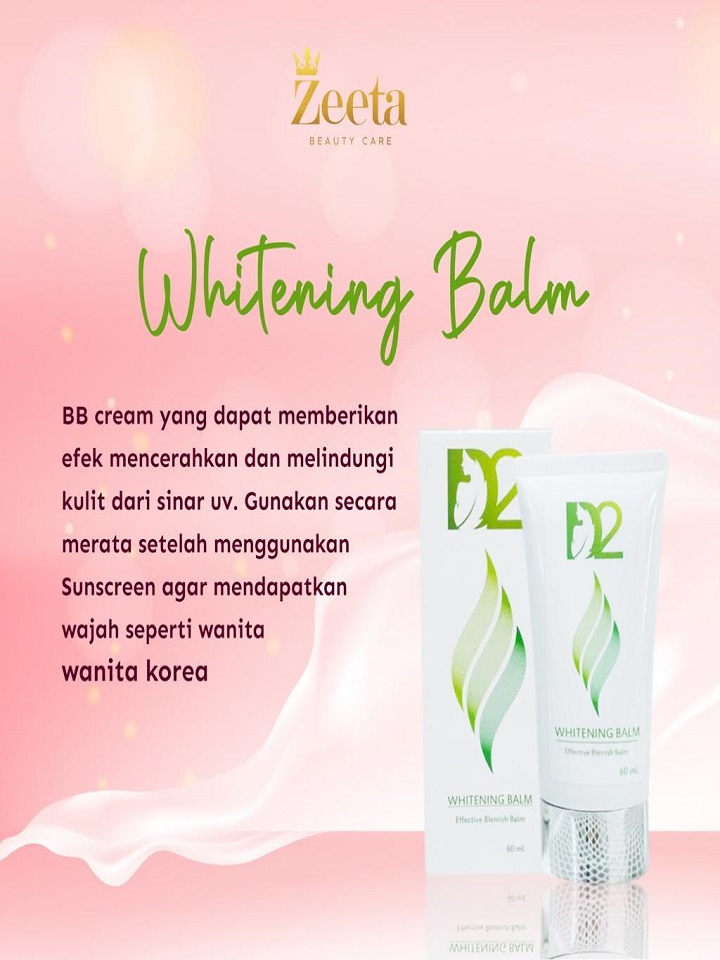 Zeeta
BEAUTY CARE
Whitening Balm
BB cream yang dapat memberikan
efek mencerahkan dan melindungi
kulit dari sinar uv. Gunakan secara
merata setelah menggunakan
Sunscreen agar mendapatkan
wajah seperti wanita
wanita korea
D2
WHITENING BALM
Effective Blemish Balm
60 mL
D2
WHITENING BALM
Effective Blemish Balm
60 mL